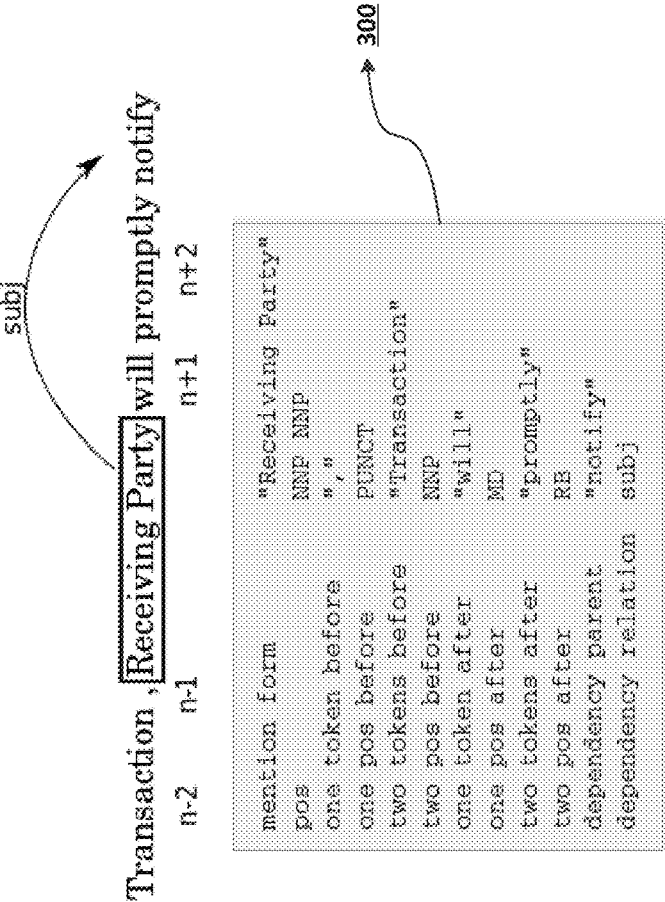 subj
Transaction , Receiving Party will promptly notify
n-2 n-1 n+1 n+2
mention form "Receiving Party"
pos NNP NNP
one token before ","
one pos before PUNCT
two tokens before "Transaction"
two pos before NNP
one token after "will"
one pos after MD
two tokens after "promptly"
two pos after RB
dependency parent "notify"
dependency relation subj
300